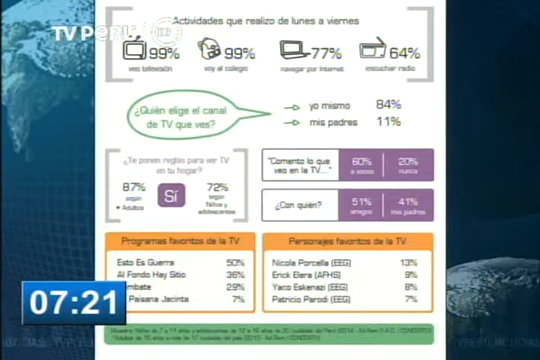 TV PERÚ
Actividades que realizo de lunes a viernes
99% 99% 77% 64%
veo televisión voy al colegio navegar por Internet escuchar radio
¿Quién elige el canal
de TV que ves?
yo mismo 84%
mis padres 11%
¿Te ponen reglas para ver TV
en tu hogar?
87% Sí 72%
según
+ Adultos
según
Niños y
adolescentes
"Comento lo que
veo en la TV..."
60% 20%
a veces nunca
¿Con quién?
51% 41%
amigos mis padres
Programas favoritos de la TV
Esto Es Guerra 50%
Al Fondo Hay Sitio 36%
mbate 29%
Paisana Jacinta 7%
Personajes favoritos de la TV
Nicola Porcella (EEG) 13%
Erick Elera (AFHS) 9%
Yaco Eskenazi (EEG) 8%
Patricio Parodi (EEG) 7%
07:21